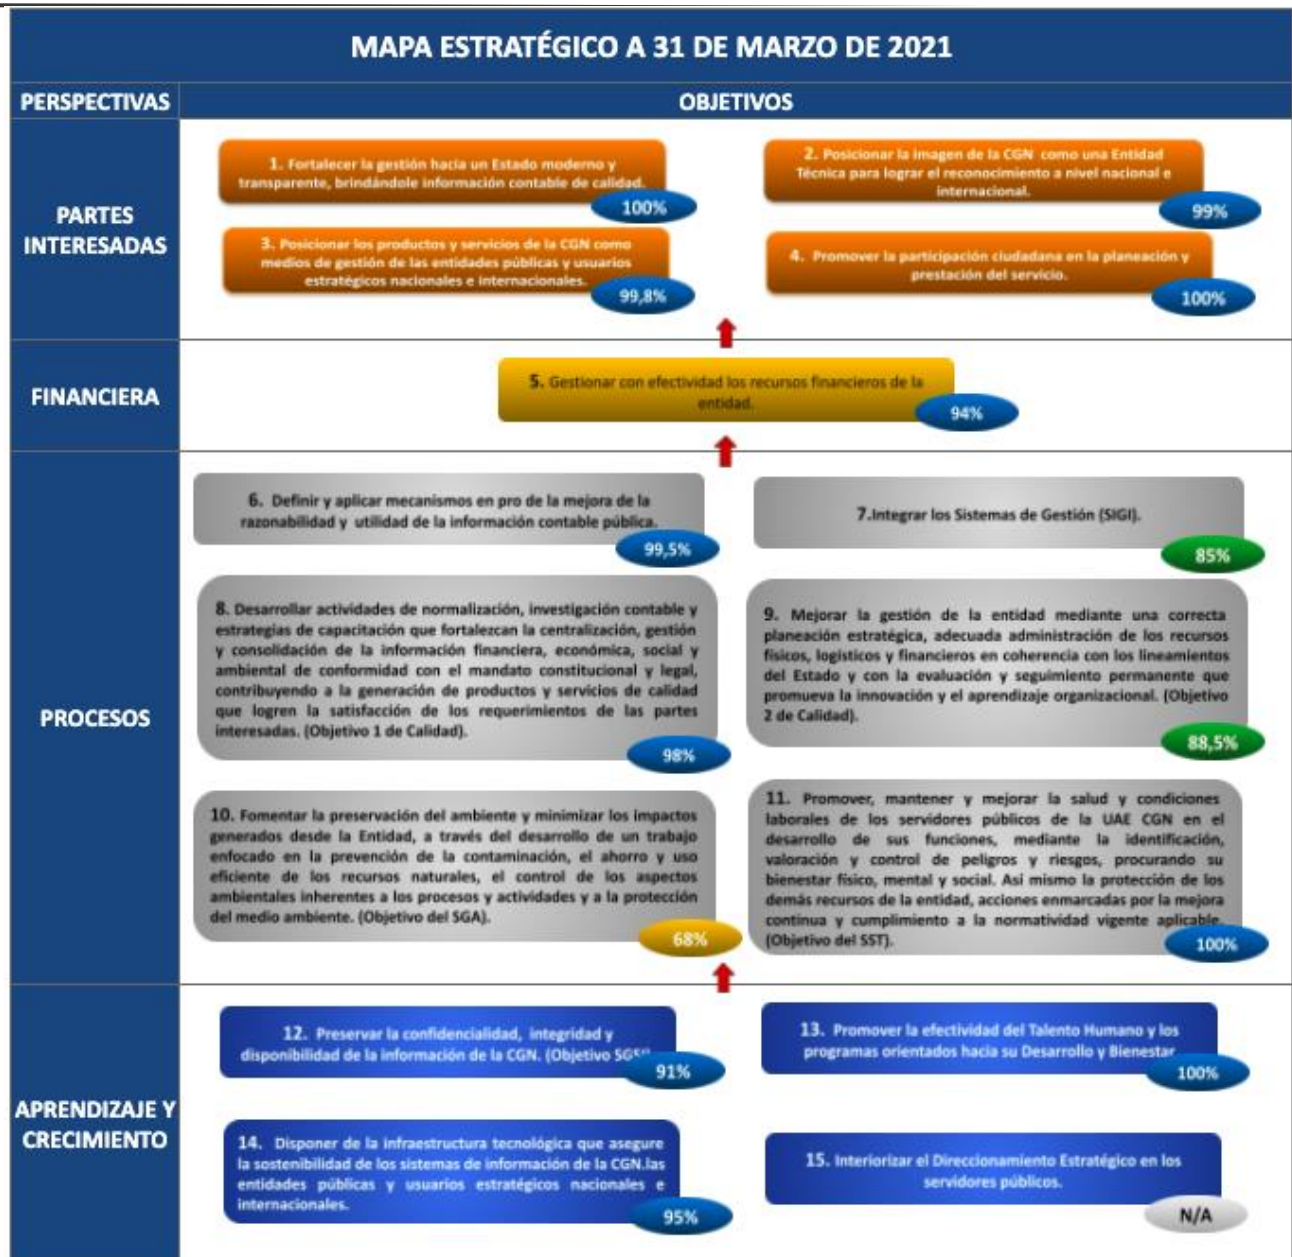 MAPA ESTRATÉGICO A 31 DE MARZO DE 2021
PERSPECTIVAS
OBJETIVOS
PARTES
INTERESADAS
1. Fortalecer la gestión hacia un Estado moderno y
transparente, brindándole información contable de calidad.
100%
2. Posicionar la imagen de la CGN como una Entidad
Técnica para lograr el reconocimiento a nivel nacional e
internacional.
99%
3. Posicionar los productos y servicios de la CGN como
medios de gestión de las entidades públicas y usuarios
estratégicos nacionales e internacionales.
99,8%
4. Promover la participación ciudadana en la planeación y
prestación del servicio.
100%
FINANCIERA
5. Gestionar con efectividad los recursos financieros de la
entidad.
94%
PROCESOS
6. Definir y aplicar mecanismos en pro de la mejora de la
razonabilidad y utilidad de la información contable pública.
99,5%
7.Integrar los Sistemas de Gestión (SIGI).
85%
8. Desarrollar actividades de normalización, investigación contable y
estrategias de capacitación que fortalezcan la centralización, gestión
y consolidación de la información financiera, económica, social y
ambiental de conformidad con el mandato constitucional y legal,
contribuyendo a la generación de productos y servicios de calidad
que logren la satisfacción de los requerimientos de las partes
interesadas. (Objetivo 1 de Calidad).
98%
9. Mejorar la gestión de la entidad mediante una correcta
planeación estratégica, adecuada administración de los recursos
físicos, logísticos y financieros en coherencia con los lineamientos
del Estado y con la evaluación y seguimiento permanente que
promueva la innovación y el aprendizaje organizacional. (Objetivo
2 de Calidad).
88,5%
10. Fomentar la preservación del ambiente y minimizar los impactos
generados desde la Entidad, a través del desarrollo de un trabajo
enfocado en la prevención de la contaminación, el ahorro y uso
eficiente de los recursos naturales, el control de los aspectos
ambientales inherentes a los procesos y actividades y a la protección
del medio ambiente. (Objetivo del SGA).
68%
11. Promover, mantener y mejorar la salud y condiciones
laborales de los servidores públicos de la UAE CGN en el
desarrollo de sus funciones, mediante la identificación,
valoración y control de peligros y riesgos, procurando su
bienestar físico, mental y social. Asi mismo la protección de los
demás recursos de la entidad, acciones enmarcadas por la mejora
continua y cumplimiento a la normatividad vigente aplicable.
(Objetivo del SST).
100%
APRENDIZAJE Y
CRECIMIENTO
12. Preservar la confidencialidad, integridad y
disponibilidad de la información de la CGN. (Objetivo SGSI)
91%
13. Promover la efectividad del Talento Humano y los
programas orientados hacia su Desarrollo y Bienestar
100%
14. Disponer de la infraestructura tecnológica que asegure
la sostenibilidad de los sistemas de información de la CGN.las
entidades públicas y usuarios estratégicos nacionales e
internacionales.
95%
15. Interiorizar el Direccionamiento Estratégico en los
servidores públicos.
N/A